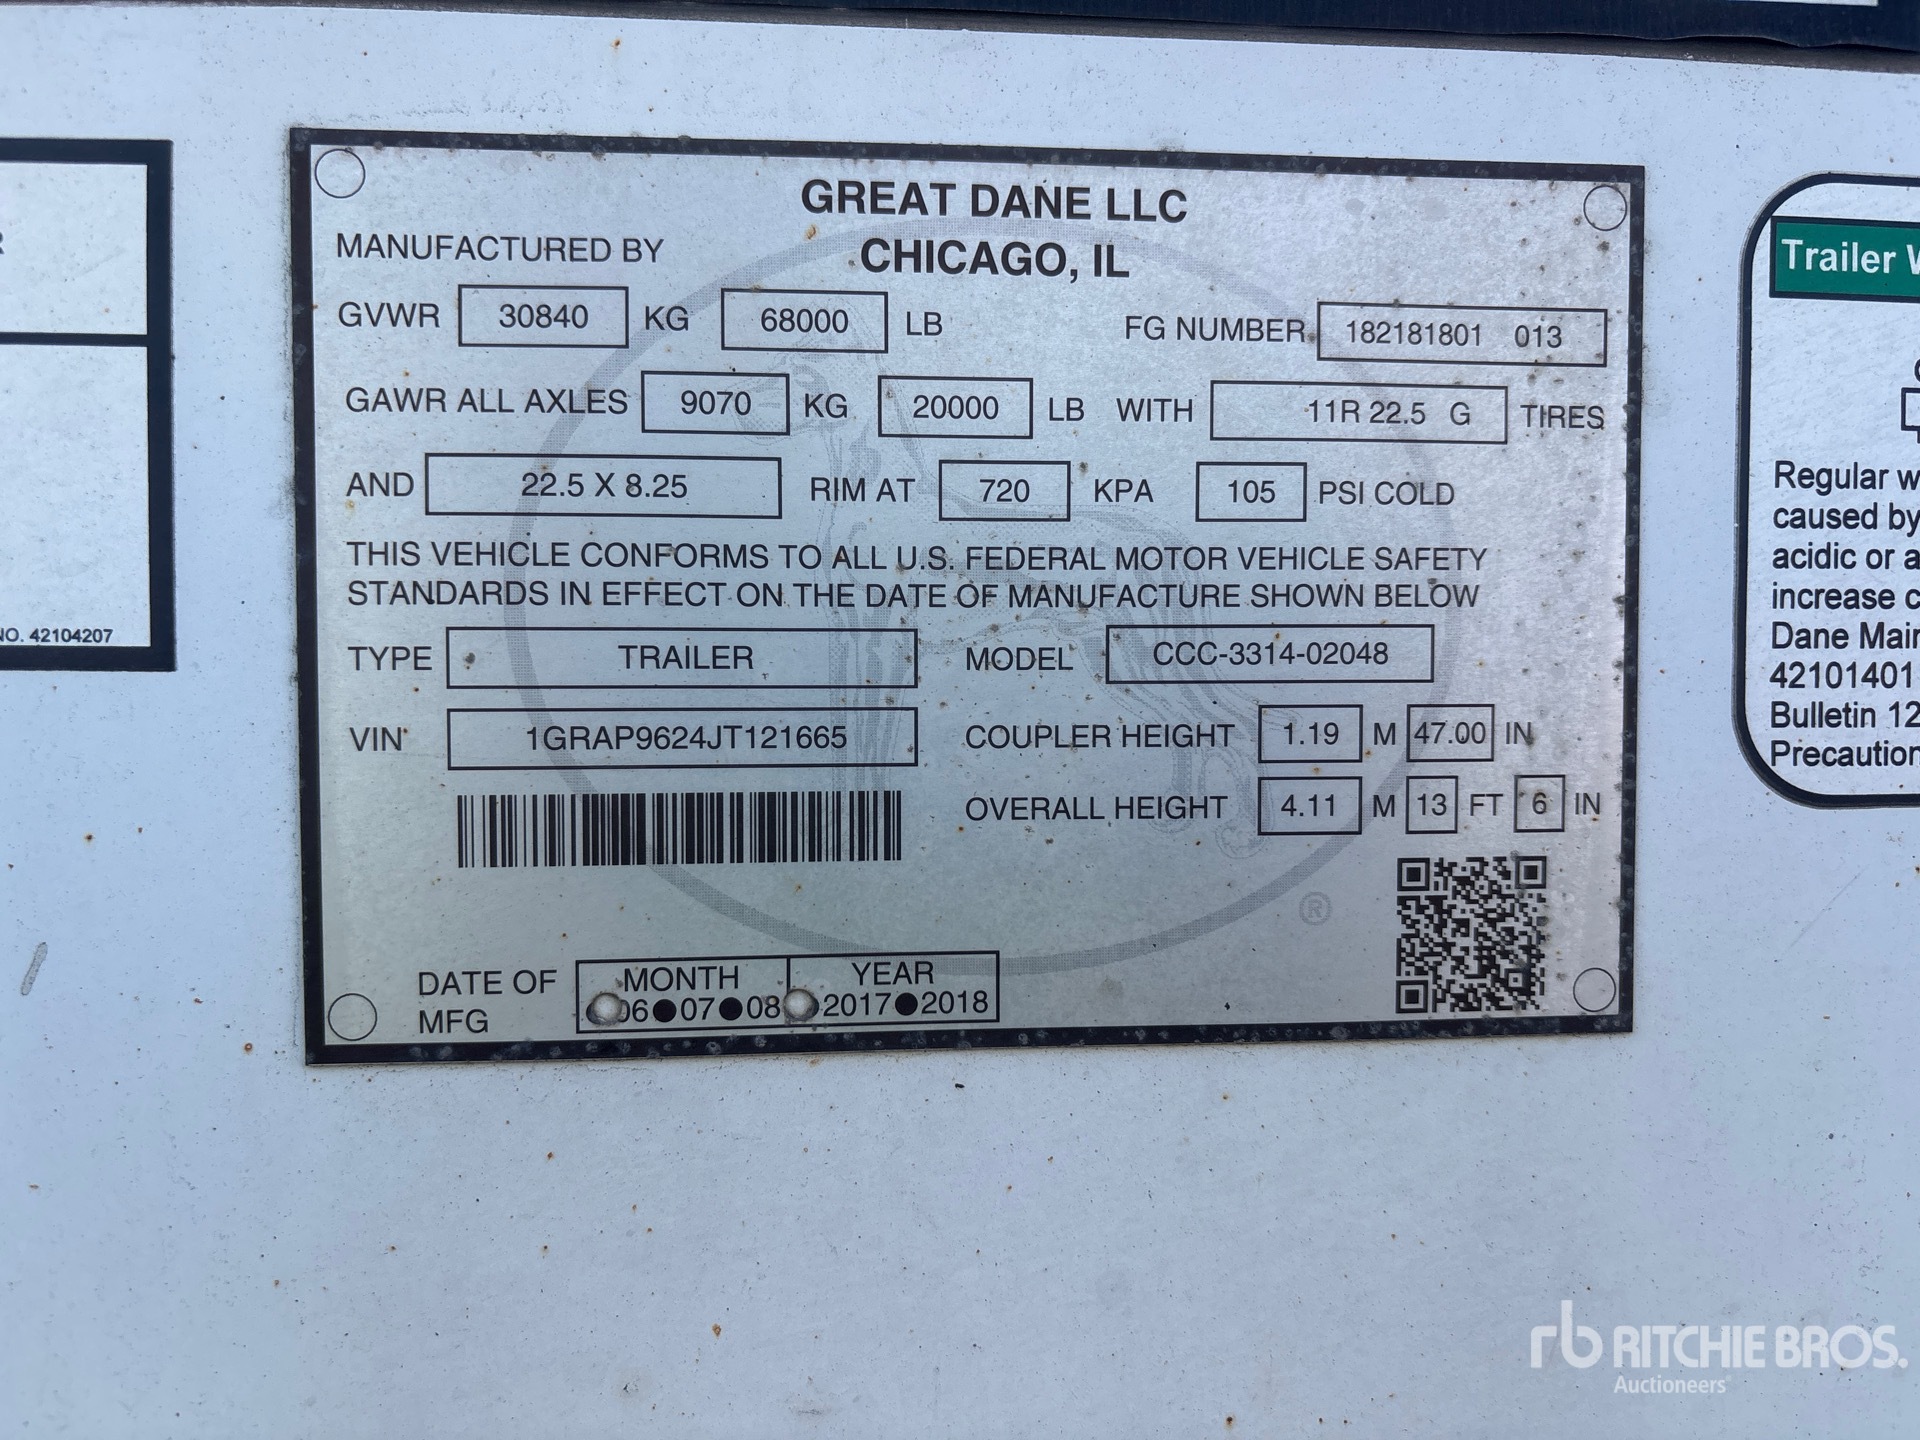 GREAT DANE LLC
MANUFACTURED BY CHICAGO, IL
GVWR 30840 KG 68000 LB FG NUMBER 182181801 013
GAWR ALL AXLES 9070 KG 20000 LB WITH 11R 22.5 G TIRES
AND 22.5 X 8.25 RIM AT 720 KPA 105 PSI COLD
THIS VEHICLE CONFORMS TO ALL U.S. FEDERAL MOTOR VEHICLE SAFETY
STANDARDS IN EFFECT ON THE DATE OF MANUFACTURE SHOWN BELOW
TYPE TRAILER MODEL CCC-3314-02048
VIN 1GRAP9624JT121665 COUPLER HEIGHT 1.19 M 47.00 IN
OVERALL HEIGHT 4.11 M 13 FT 6 IN
®
DATE OF MONTH YEAR
MFG 06 07 08 2017 2018
NO. 42104207
Trailer
Regular
caused by
acidic or
increase
Dane
42101401
Bulletin
rb RITCHIE BROS.
Auctioneers